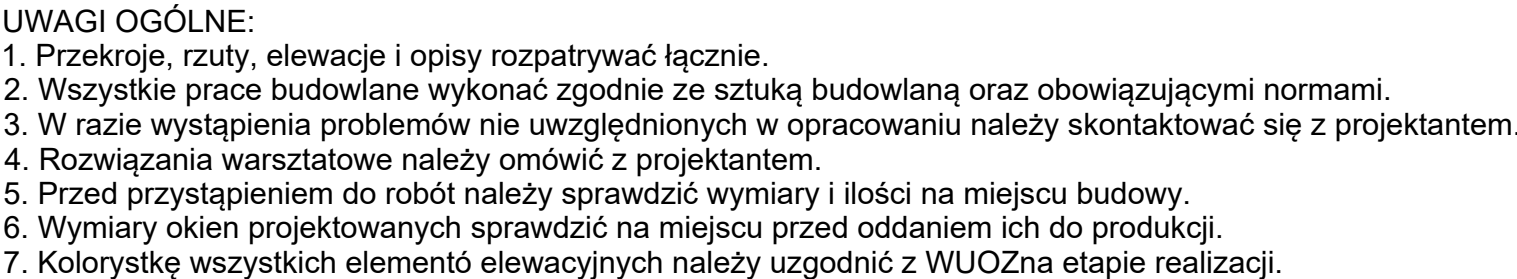 UWAGI OGÓLNE:
1. Przekroje, rzuty, elewacje i opisy rozpatrywać łącznie.
2. Wszystkie prace budowlane wykonać zgodnie ze sztuką budowlaną oraz obowiązującymi normami.
3. W razie wystąpienia problemów nie uwzględnionych w opracowaniu należy skontaktować się z projektantem.
4. Rozwiązania warsztatowe należy omówić z projektantem.
5. Przed przystąpieniem do robót należy sprawdzić wymiary i ilości na miejscu budowy.
6. Wymiary okien projektowanych sprawdzić na miejscu przed oddaniem ich do produkcji.
7. Kolorystkę wszystkich elementó elewacyjnych należy uzgodnić z WUOZna etapie realizacji.